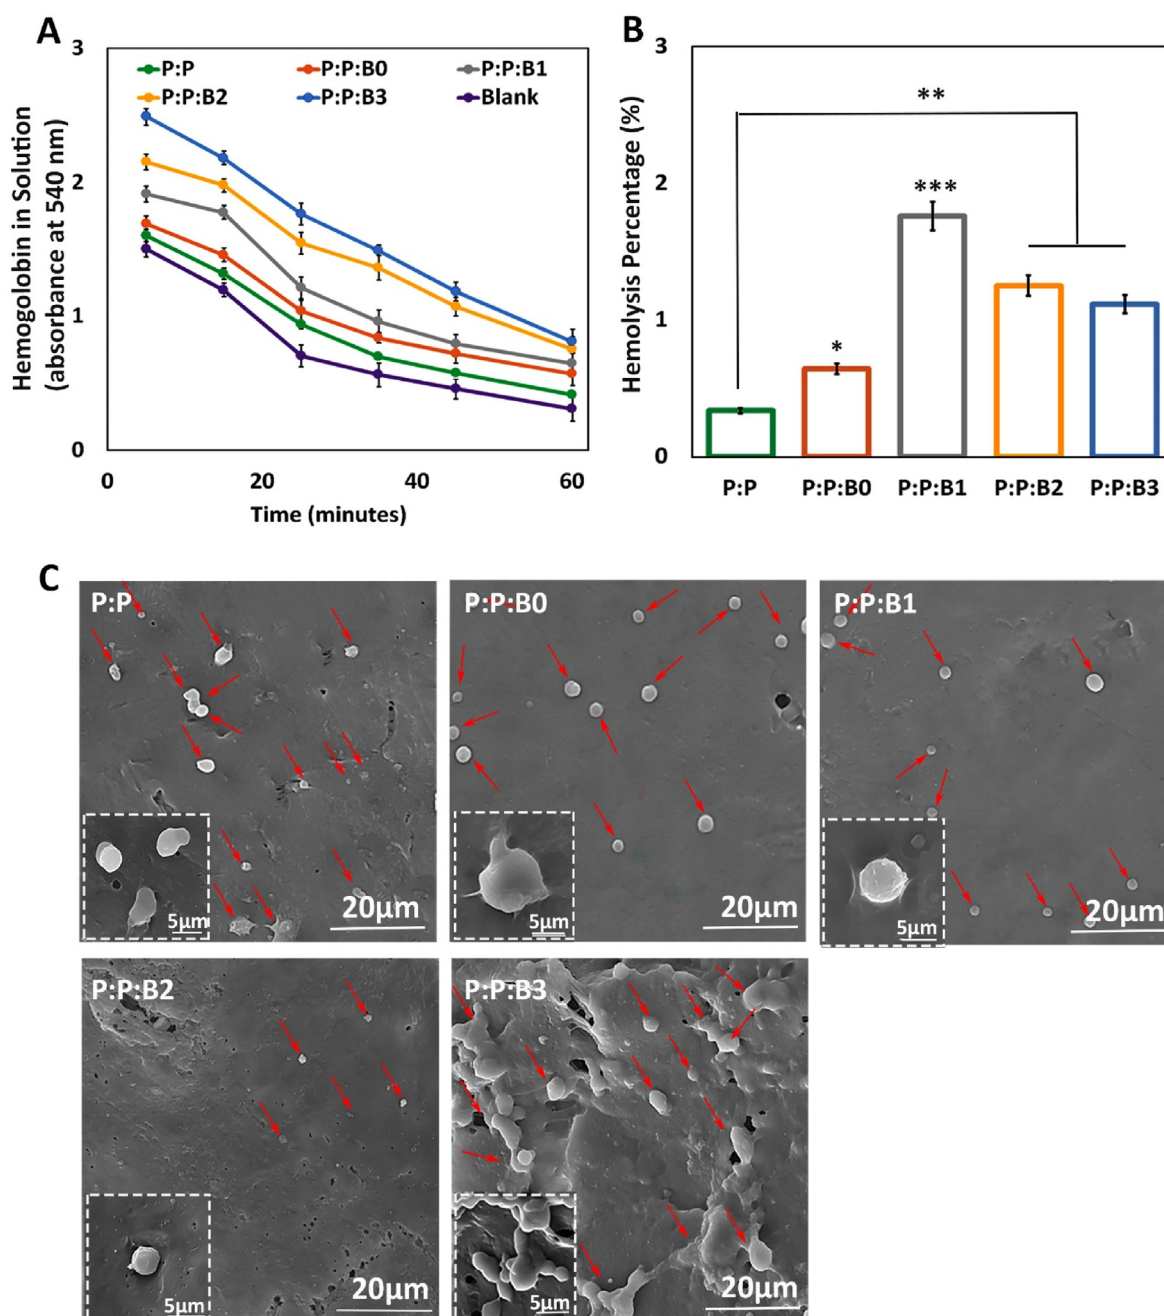 A
3
P:P
P:P:B0
P:P:B1
P:P:B2
P:P:B3
Blank
2
1
0
Hemogolobin in Solution
(absorbance at 540 nm)
0
20
40
60
Time (minutes)
B
3
2
1
0
Hemolysis Percentage (%)
**
***
*
P:P
P:P:B0
P:P:B1
P:P:B2
P:P:B3
C
P:P
5μm
20μm
P:P:B0
5μm
20μm
P:P:B1
5μm
20μm
P:P:B2
5μm
20μm
P:P:B3
5μm
20μm